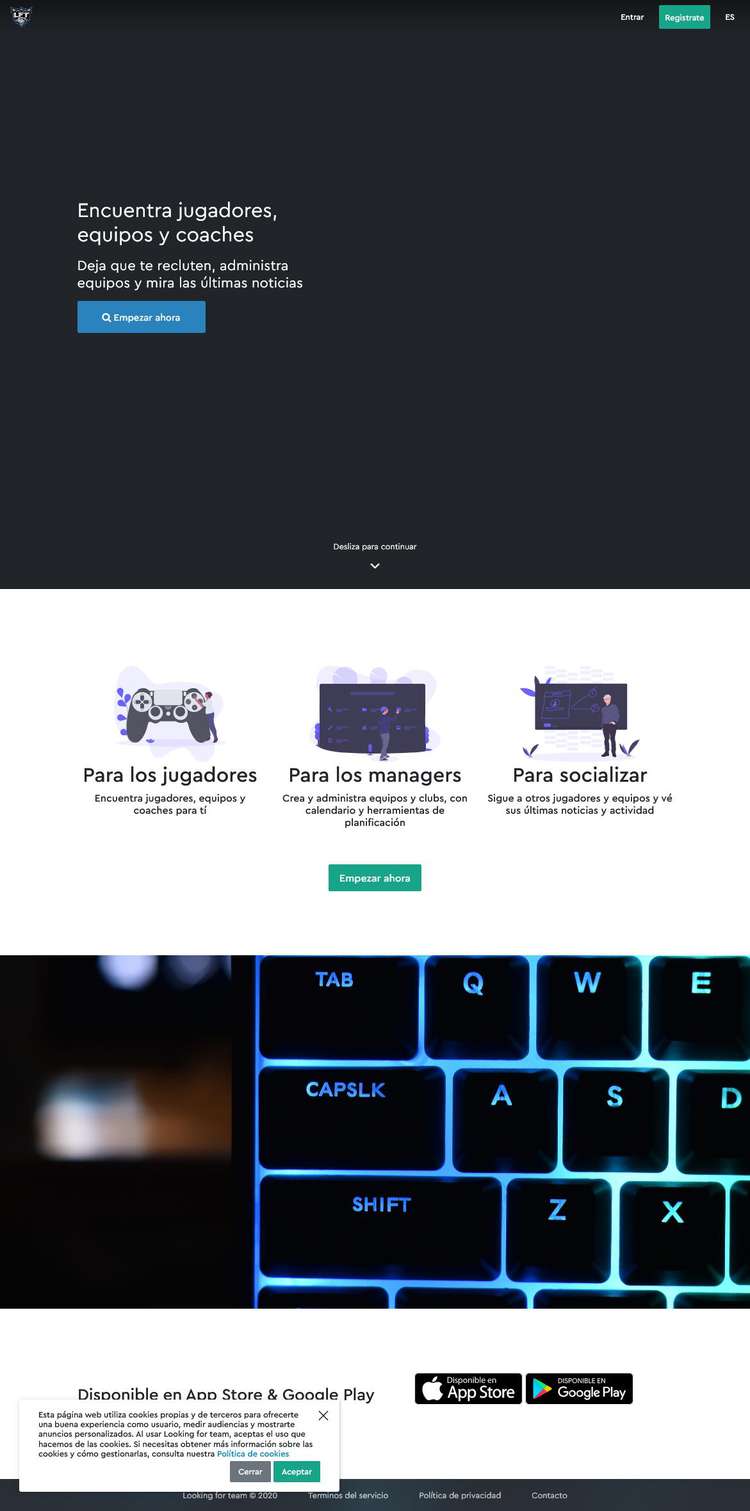 LFT
Entrar
Registrate
ES
Encuentra jugadores,
equipos y coaches
Deja que te recluten, administra
equipos y mira las últimas noticias
Empezar ahora
Desliza para continuar
Para los jugadores
Encuentra jugadores, equipos y
coaches para tí
Para los managers
Crea y administra equipos y clubs, con
calendario y herramientas de
planificación
Para socializar
Sigue a otros jugadores y equipos y vé
sus últimas noticias y actividad
Empezar ahora
TAB
Q
W
E
CAPSLK
A
S
D
SHIFT
Z
X
Disponible en App Store & Google Play
Disponible en
App Store
DISPONIBLE EN
Google Play
Esta página web utiliza cookies propias y de terceros para ofrecerte
una buena experiencia como usuario, medir audiencias y mostrarte
anuncios personalizados. Al usar Looking for team, aceptas el uso que
hacemos de las cookies. Si necesitas obtener más información sobre las
cookies y cómo gestionarlas, consulta nuestra Política de cookies
Cerrar
Aceptar
Looking for team © 2020
Terminos del servicio
Política de privacidad
Contacto